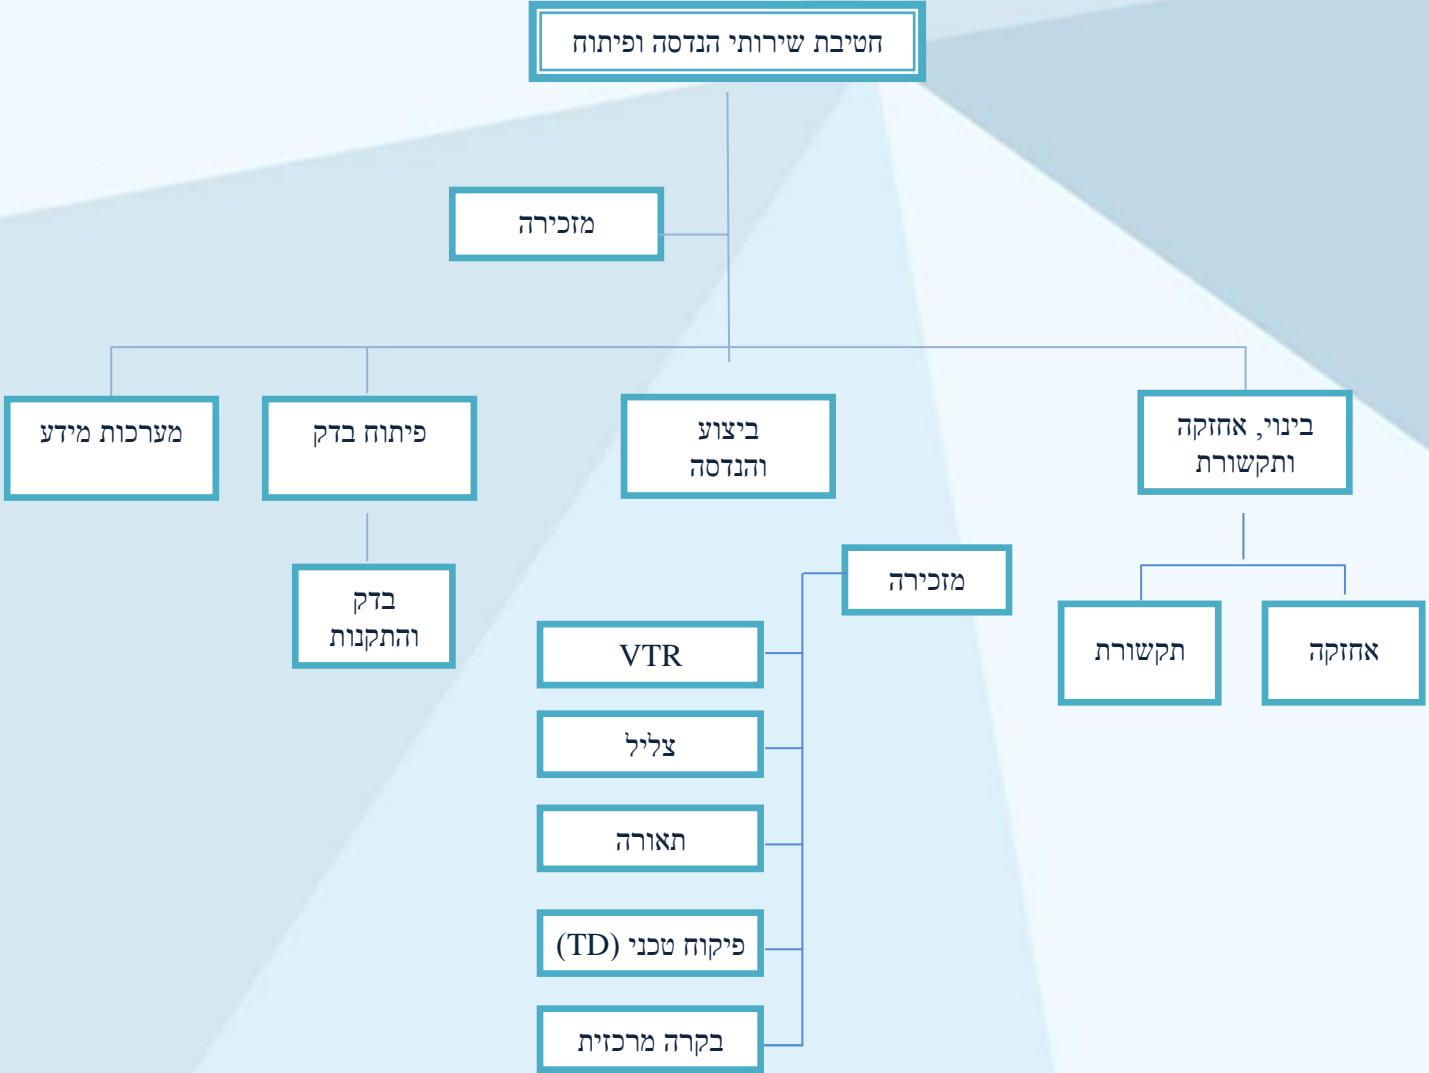 חטיבת שירותי הנדסה ופיתוח
מזכירה
בינוי, אחזקה
ותקשורת
ביצוע
והנדסה
פיתוח בדק
מערכות מידע
אחזקה
תקשורת
מזכירה
VTR
צליל
תאורה
פיקוח טכני (TD)
בקרה מרכזית
בדק
והתקנות